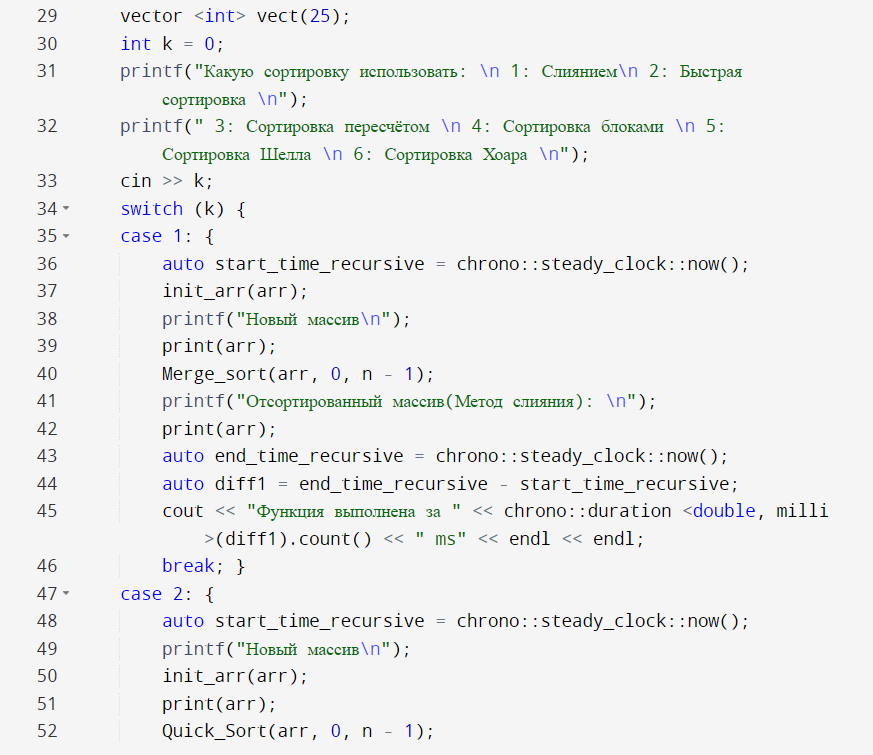 29 vector <int> vect(25);
30 int k = 0;
31 printf("Какую сортировку использовать: \n 1: Слиянием\n 2: Быстрая
сортировка \n");
32 printf(" 3: Сортировка пересчётом \n 4: Сортировка блоками \n 5:
Сортировка Шелла \n 6: Сортировка Хоара \n");
33 cin >> k;
34 switch (k) {
35 case 1: {
36 auto start_time_recursive = chrono::steady_clock::now();
37 init_arr(arr);
38 printf("Новый массив\n");
39 print(arr);
40 Merge_sort(arr, 0, n - 1);
41 printf("Отсортированный массив(Метод слияния): \n");
42 print(arr);
43 auto end_time_recursive = chrono::steady_clock::now();
44 auto diff1 = end_time_recursive - start_time_recursive;
45 cout << "Функция выполнена за " << chrono::duration <double, milli
>(diff1).count() << " ms" << endl << endl;
46 break; }
47 case 2: {
48 auto start_time_recursive = chrono::steady_clock::now();
49 printf("Новый массив\n");
50 init_arr(arr);
51 print(arr);
52 Quick_Sort(arr, 0, n - 1);